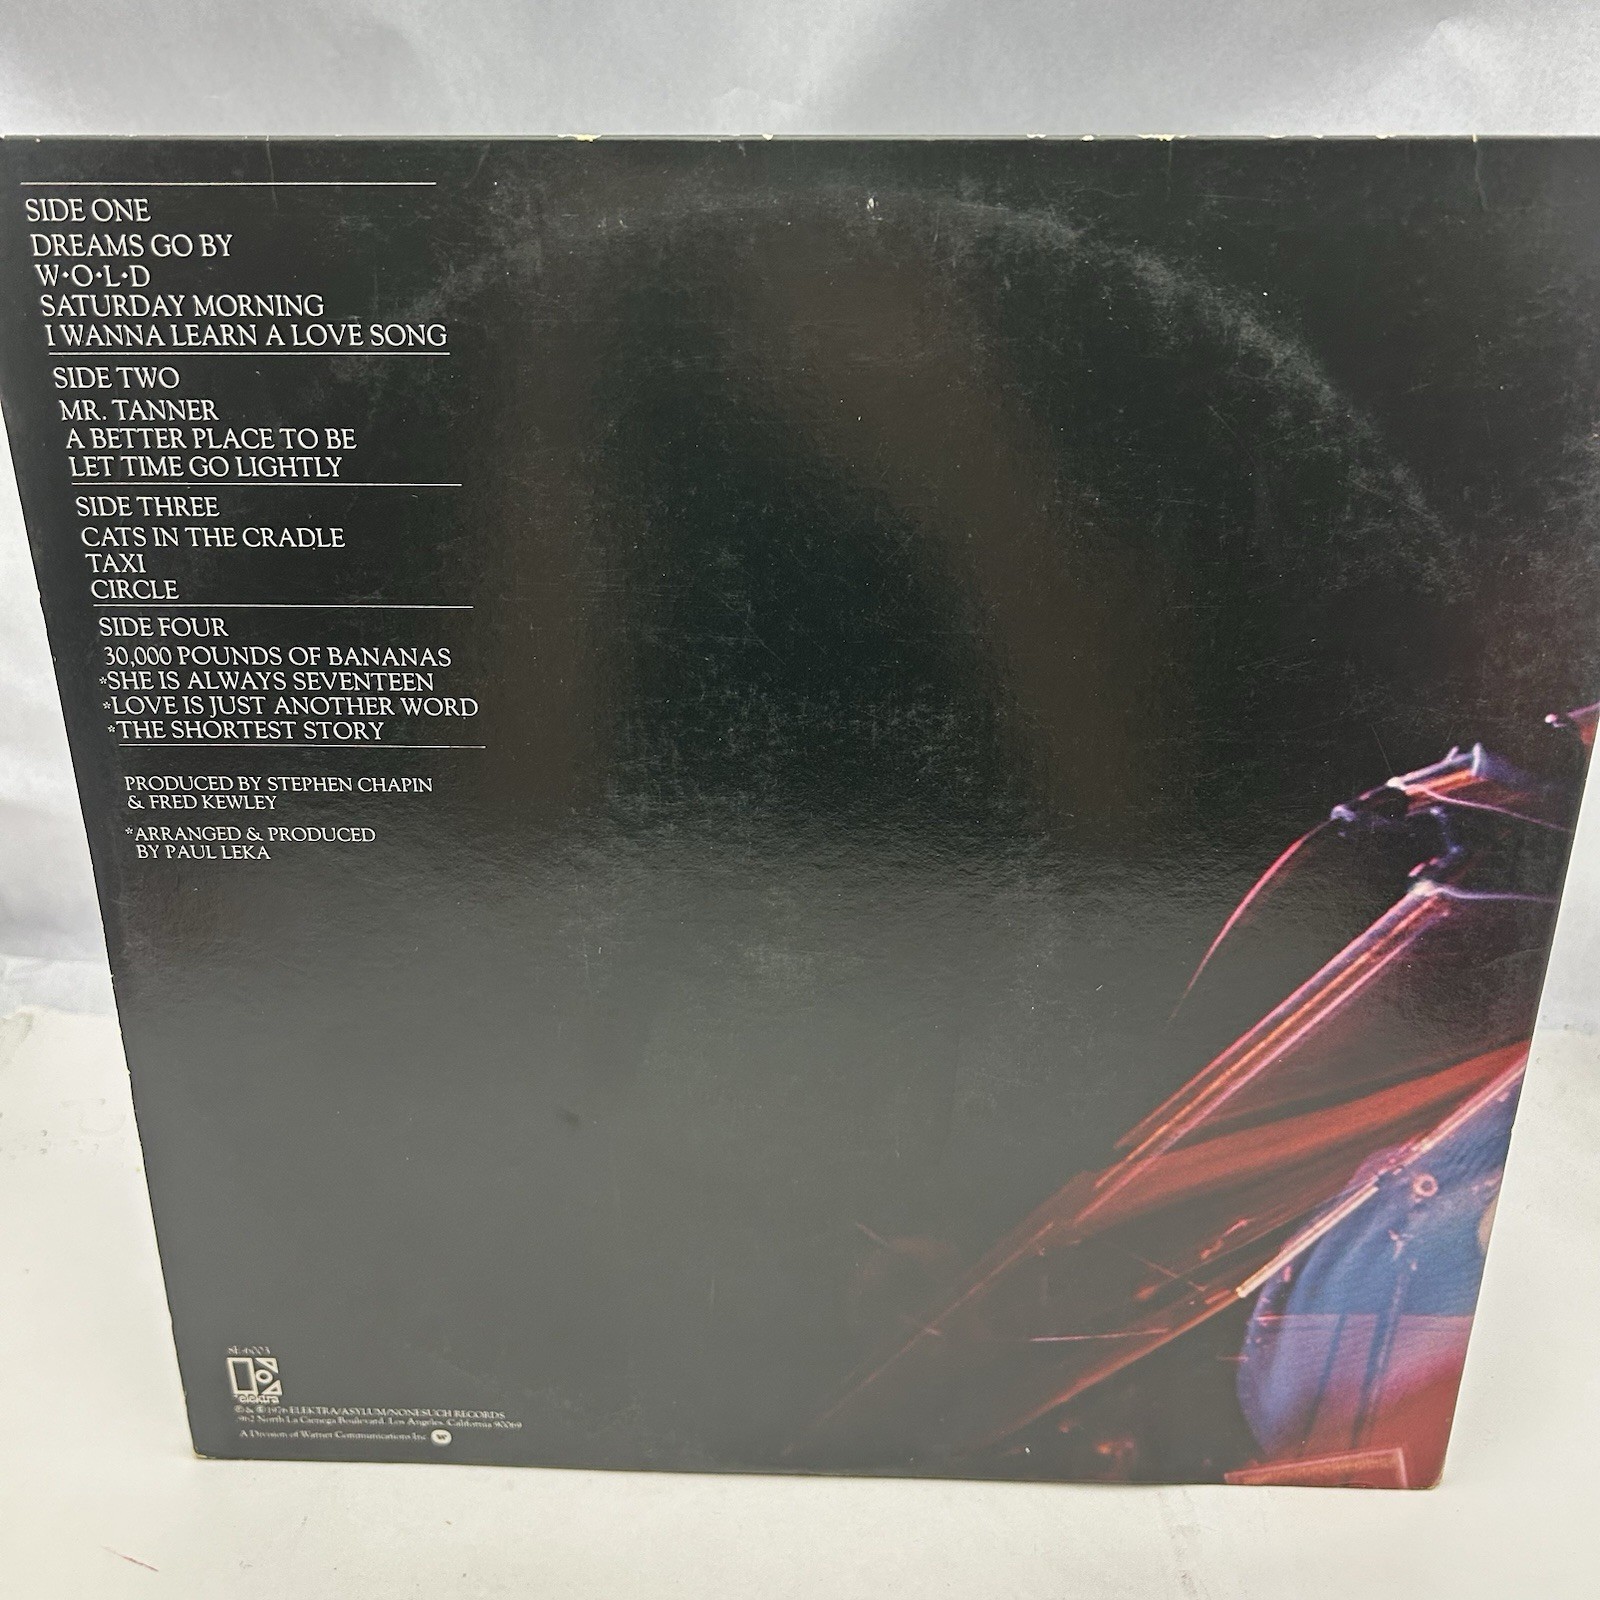 SIDE ONE
DREAMS GO BY
W•O•L•D
SATURDAY MORNING
I WANNA LEARN A LOVE SONG
SIDE TWO
MR. TANNER
A BETTER PLACE TO BE
LET TIME GO LIGHTLY
SIDE THREE
CATS IN THE CRADLE
TAXI
CIRCLE
SIDE FOUR
30,000 POUNDS OF BANANAS
*SHE IS ALWAYS SEVENTEEN
*LOVE IS JUST ANOTHER WORD
*THE SHORTEST STORY
PRODUCED BY STEPHEN CHAPIN
& FRED KEWLEY
*ARRANGED & PRODUCED
BY PAUL LEKA
elektra
© & ℗ 1976 ELEKTRA/ASYLUM/NONESUCH RECORDS
962 North La Cienega Boulevard, Los Angeles, California 90069
A Division of Warner Communications Inc.